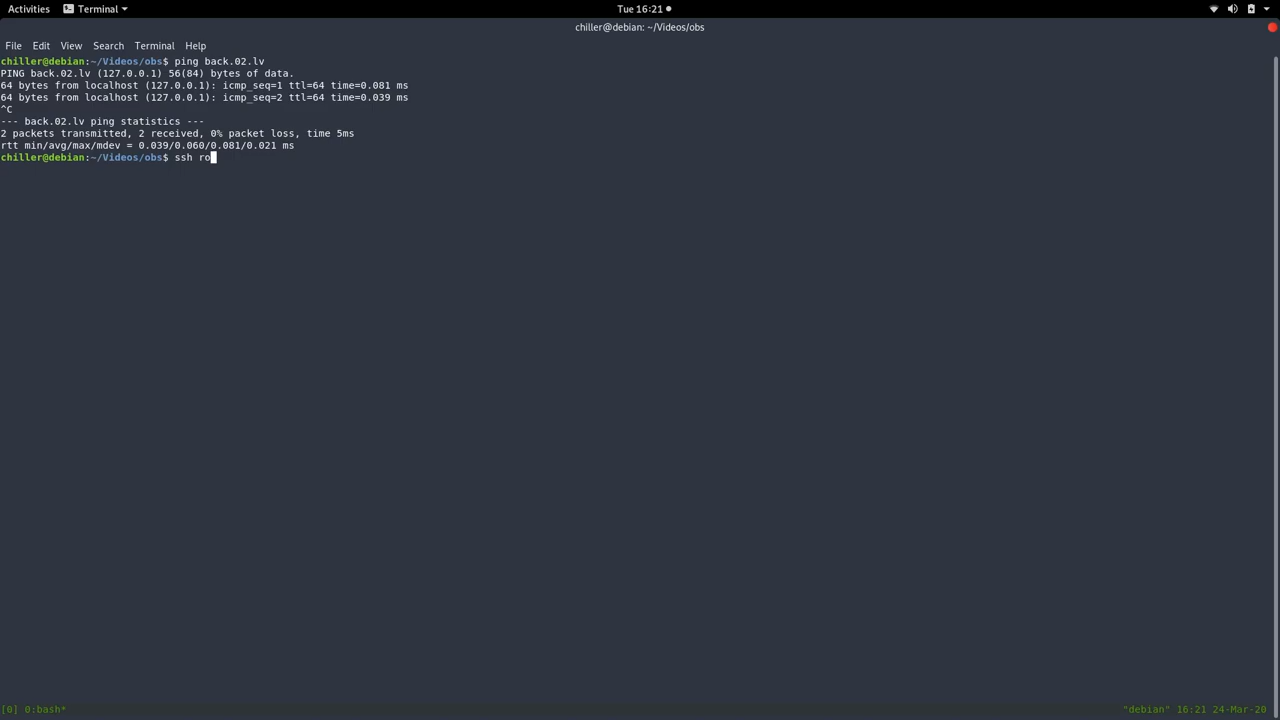 Activities Terminal Tue 16:21
chiller@debian: ~/Videos/obs
File Edit View Search Terminal Help
chiller@debian:~/Videos/obs$ ping back.02.lv
PING back.02.lv (127.0.0.1) 56(84) bytes of data.
64 bytes from localhost (127.0.0.1): icmp_seq=1 ttl=64 time=0.081 ms
64 bytes from localhost (127.0.0.1): icmp_seq=2 ttl=64 time=0.039 ms
^C
--- back.02.lv ping statistics ---
2 packets transmitted, 2 received, 0% packet loss, time 5ms
rtt min/avg/max/mdev = 0.039/0.060/0.081/0.021 ms
chiller@debian:~/Videos/obs$ ssh ro
[0] 0:bash* "debian" 16:21 24-Mar-20